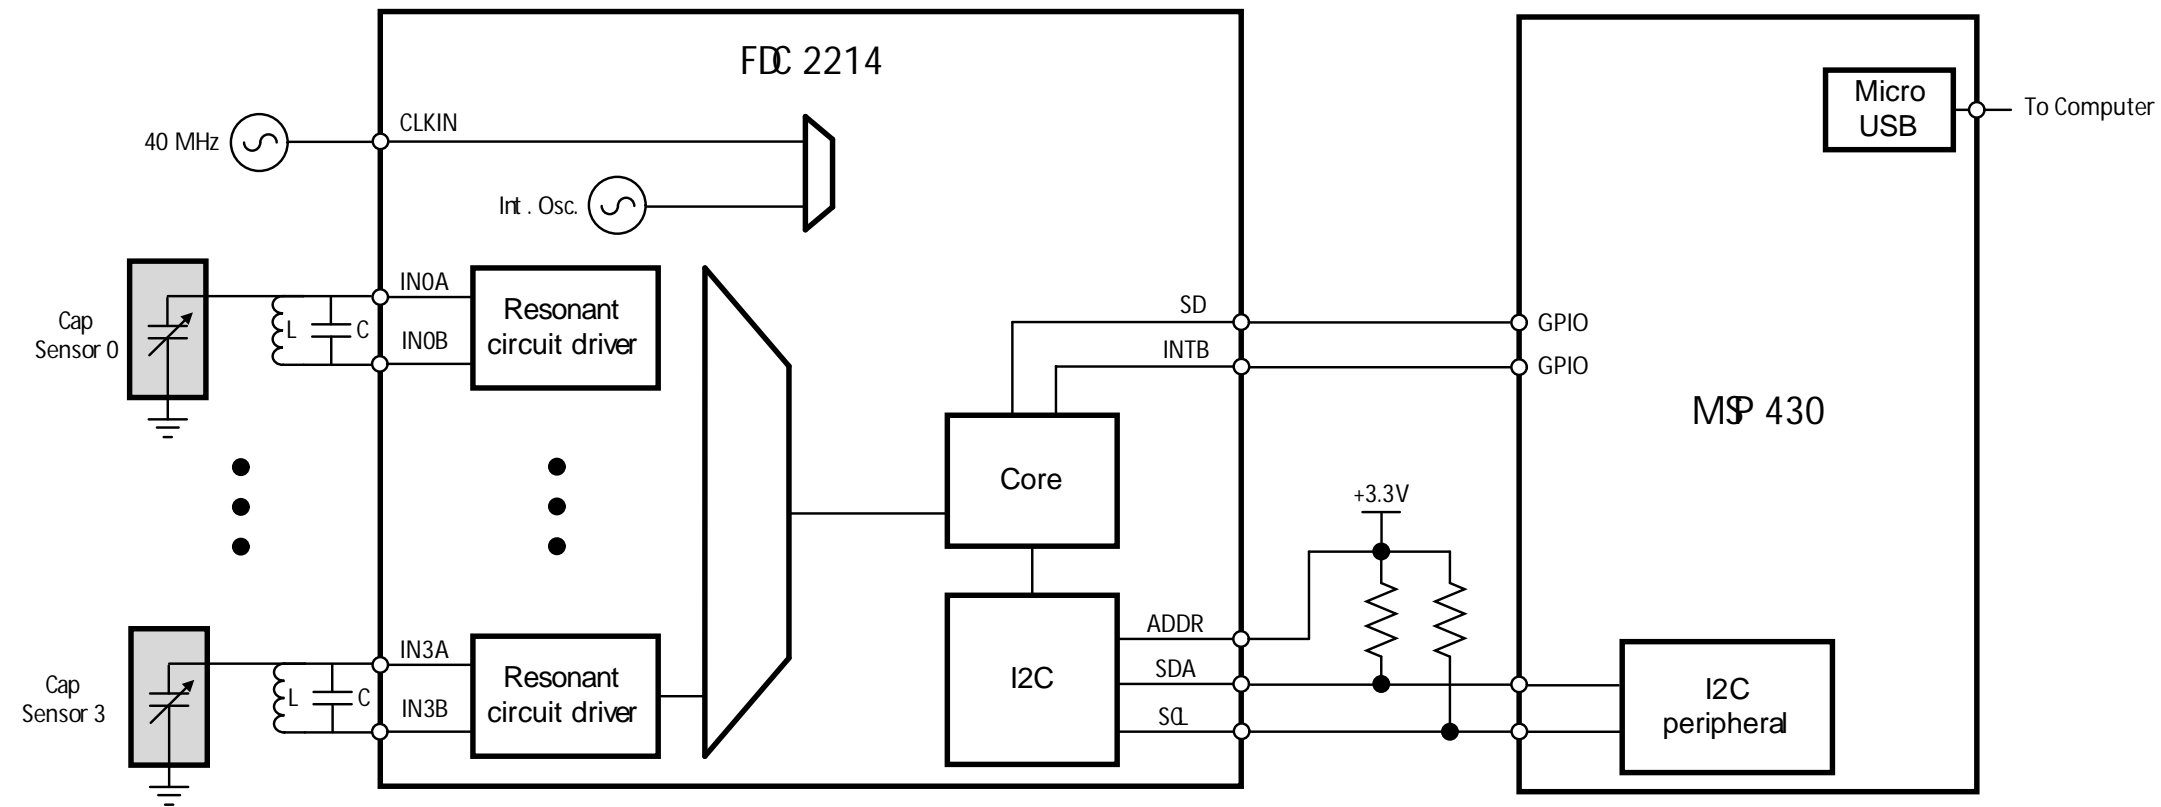 FDC 2214
Micro
USB
To Computer
CLKIN
40 MHz
Int . Osc.
IN0A
Resonant
circuit driver
Cap
Sensor 0
L
C
IN0B
SD
GPIO
INTB
GPIO
MSP 430
Core
+3.3V
ADDR
IN3A
Resonant
circuit driver
Cap
Sensor 3
L
C
IN3B
I2C
SDA
SCL
I2C
peripheral